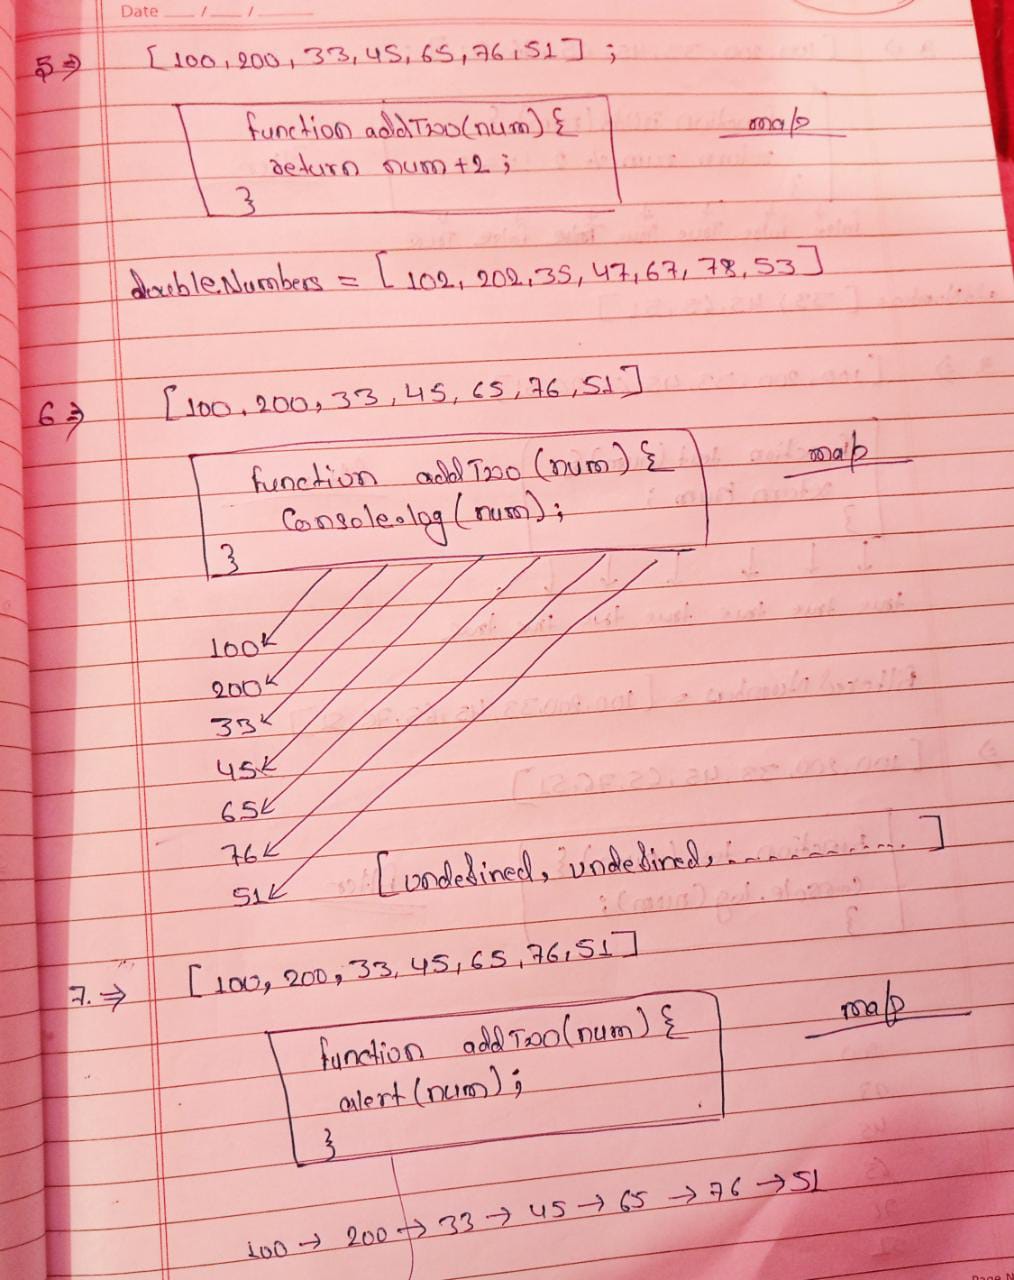 Date __/__/__
5⇒ [100, 200, 33, 45, 65, 76, 51] ;
function addTwo(num) {
return num+2 ;
}
map
doubleNumbers = [102, 202, 35, 47, 67, 78, 53]
6⇒ [100, 200, 33, 45, 65, 76, 51]
function addTwo (num) {
Console.log (num) ;
}
map
100
200
33
45
65
76
51
[undefined, undefined, ............]
7.⇒ [100, 200, 33, 45, 65, 76, 51]
function addTwo(num) {
alert (num) ;
}
map
100 → 200 → 33 → 45 → 65 → 76 → 51